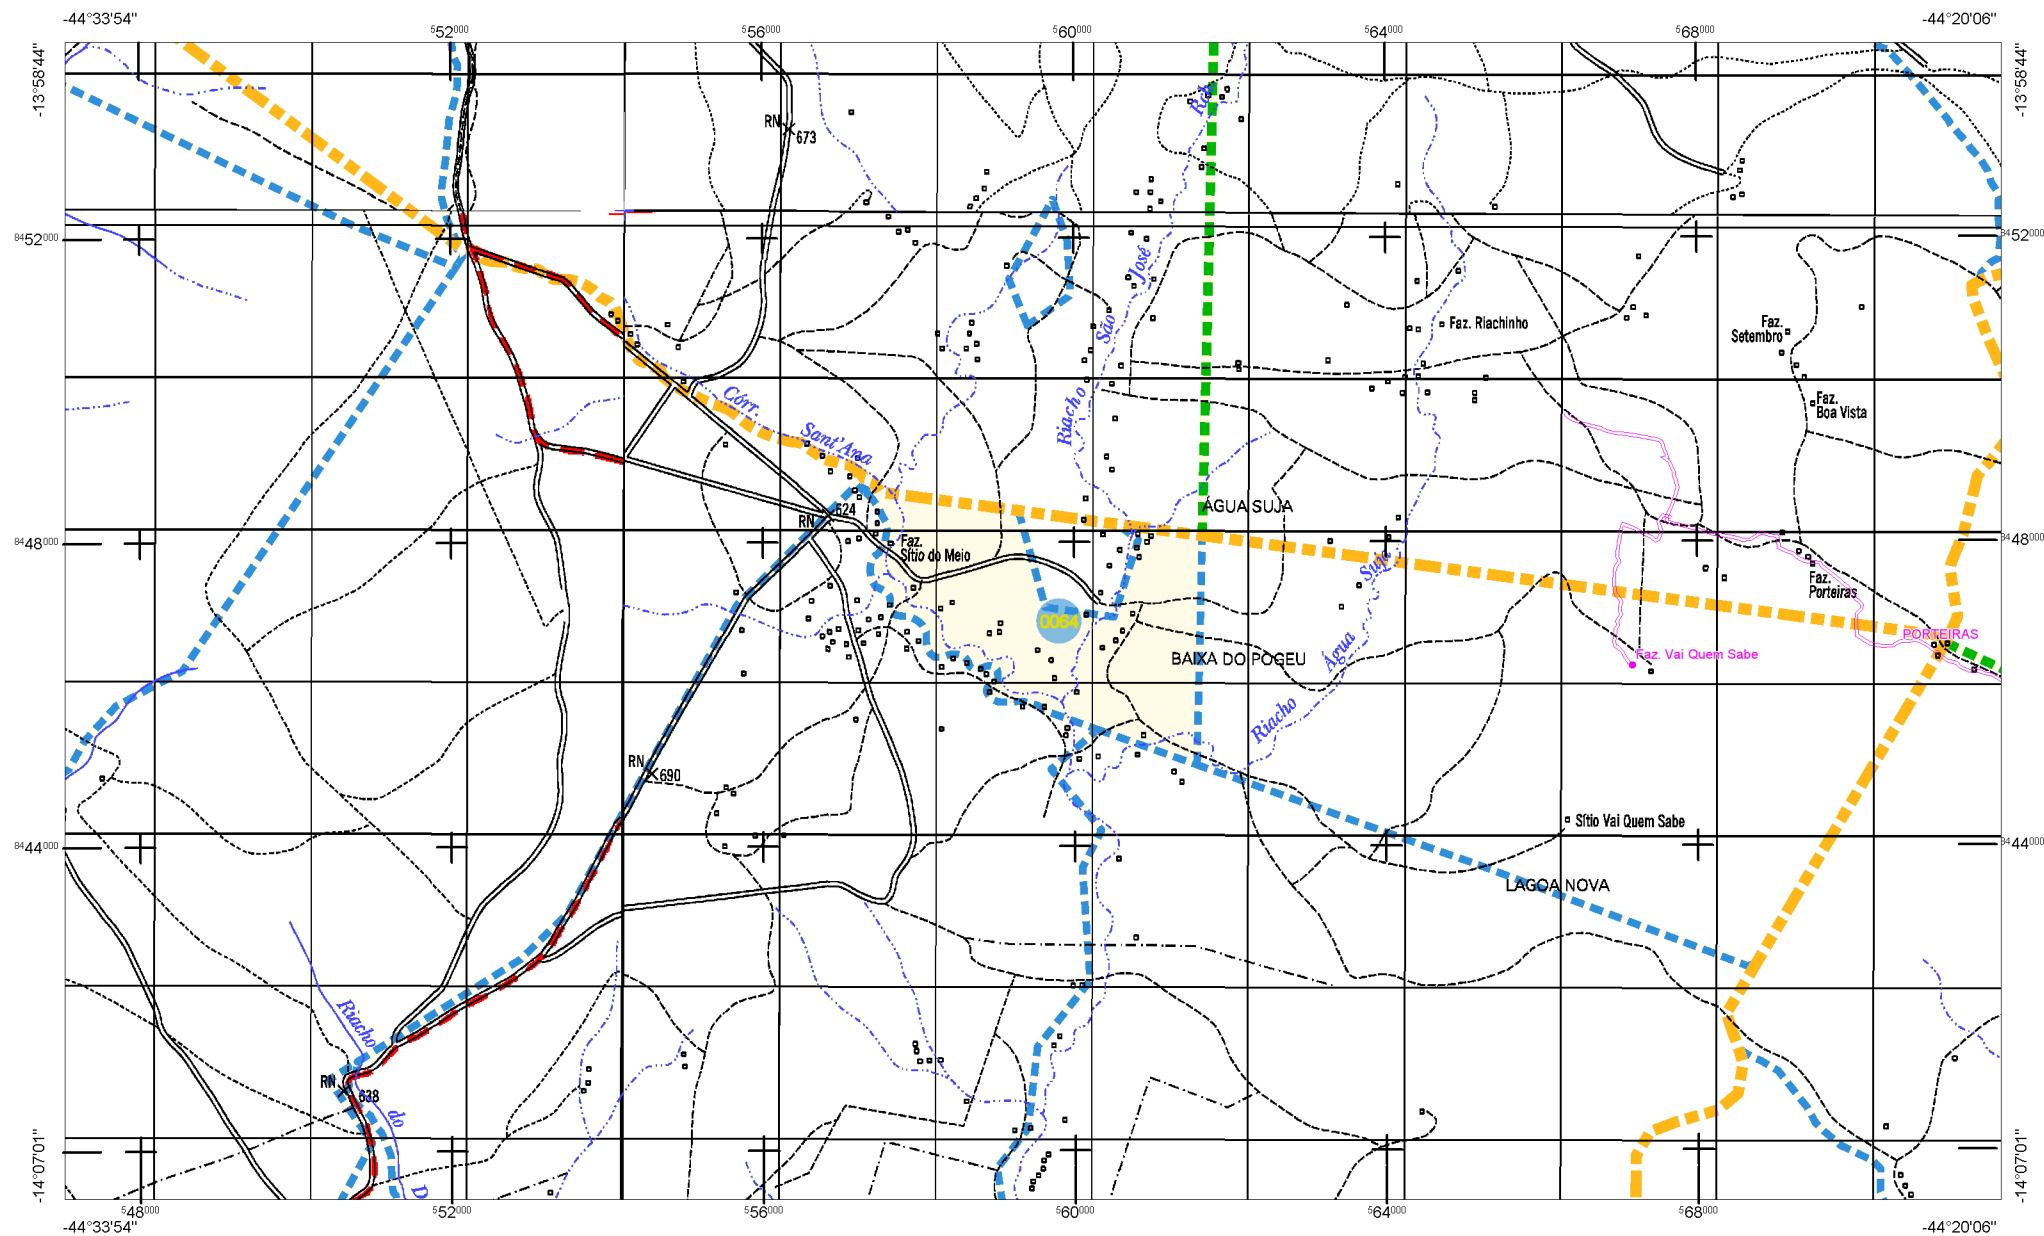 -44°33'54"
-44°20'06"
552000
556000
560000
564000
568000
-13°58'44"
-13°58'44"
Rch
RN
673
8452000
8452000
José
São
Faz. Riachinho
Faz.
Setembro
Riacho
Córr.
Sant'Ana
Faz.
Boa Vista
ÁGUA SUJA
624
RN
8448000
8448000
Faz.
Sítio do Meio
Suja
Faz.
Porteiras
0064
PORTEIRAS
BAIXA DO POGEU
Água
Faz. Vai Quem Sabe
Riacho
RN
690
Sítio Vai Quem Sabe
8444000
8444000
LAGOA NOVA
Riacho
RN
638
do
D
-14°07'01"
-14°07'01"
548000
552000
556000
560000
564000
568000
-44°33'54"
-44°20'06"